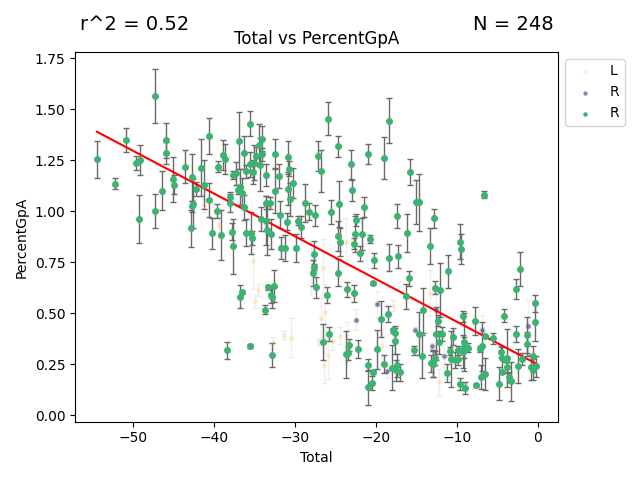 r^2 = 0.52
N = 248
Total vs PercentGpA
L
R
R
PercentGpA
1.75
1.50
1.25
1.00
0.75
0.50
0.25
0.00
−50
−40
−30
−20
−10
0
Total